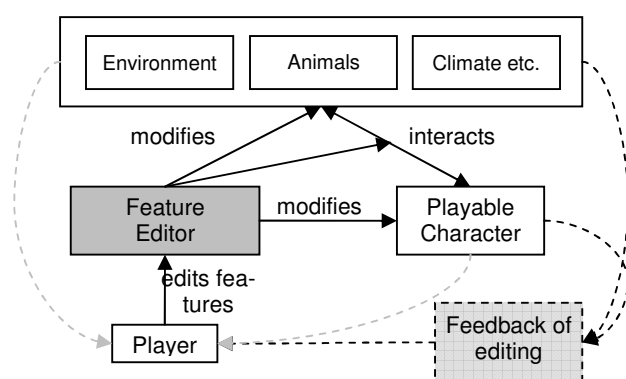 Environment
Animals
Climate etc.
modifies
interacts
Feature
Editor
modifies
Playable
Character
edits fea-
tures
Player
Feedback of
editing